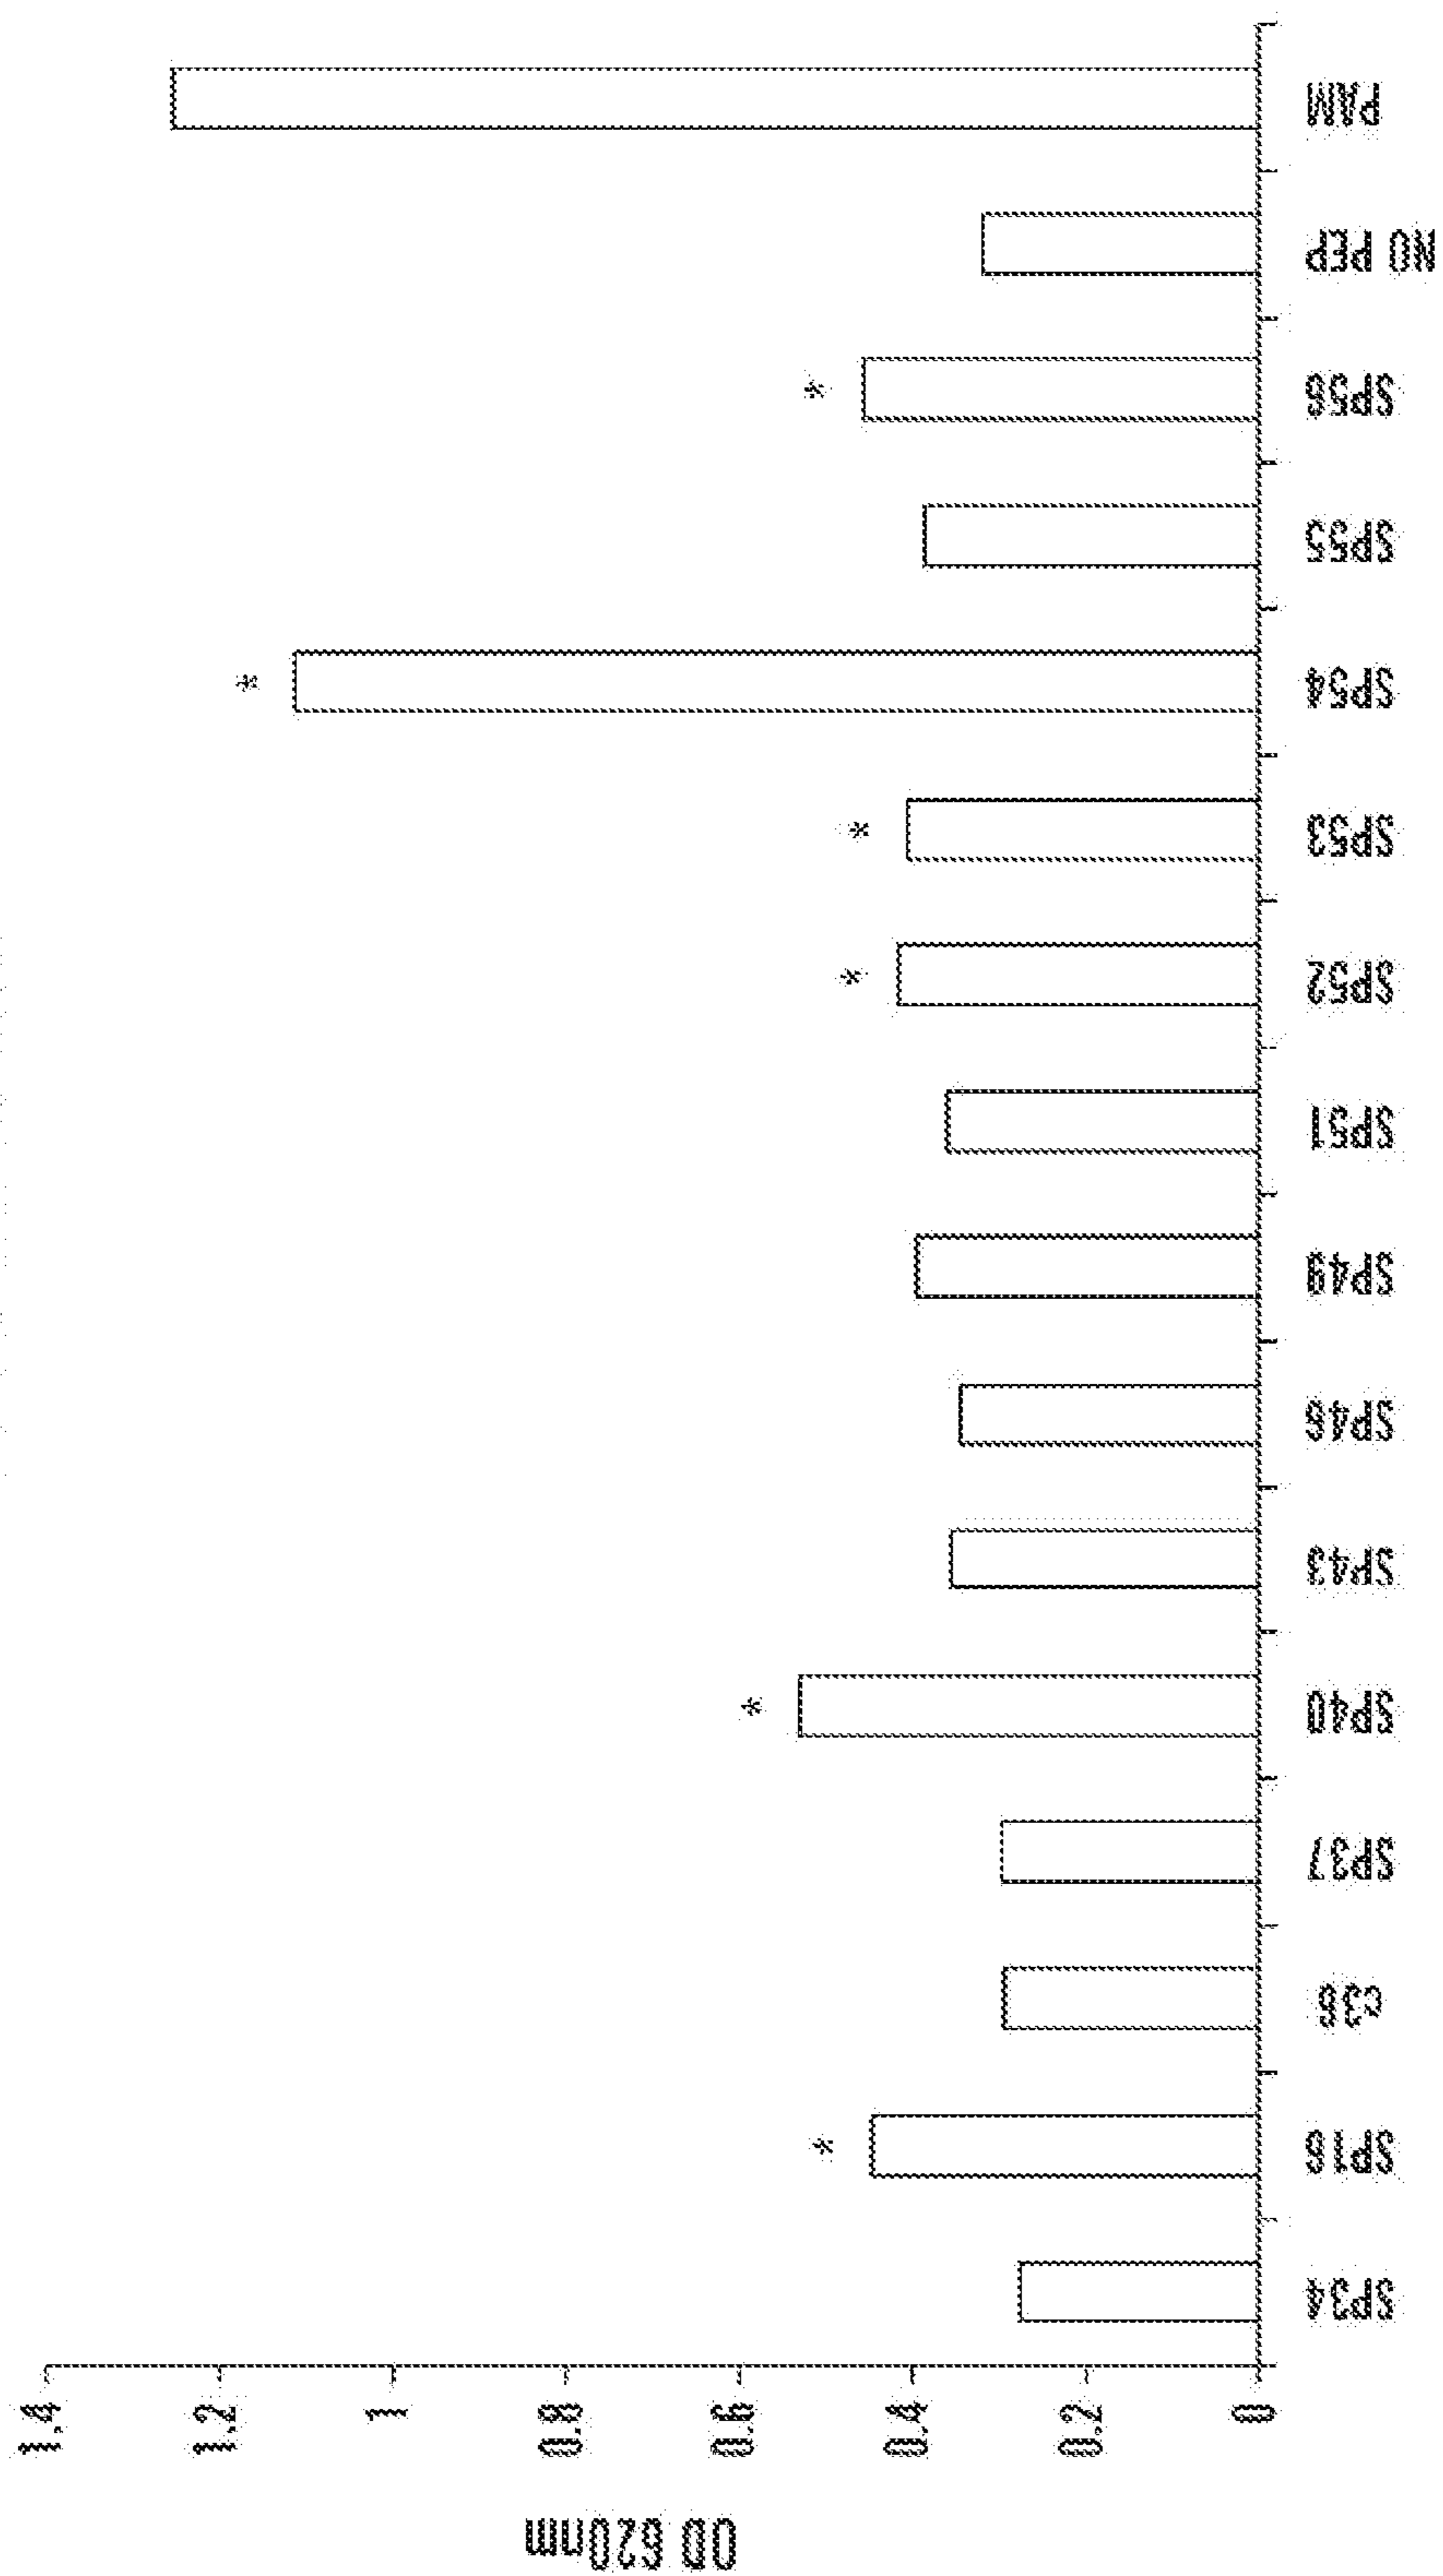 OD 620nm
1.4
1.2
1
0.8
0.6
0.4
0.2
0
*
*
*
*
*
*
SP34
SP16
c36
SP37
SP40
SP43
SP46
SP49
SP51
SP52
SP53
SP54
SP55
SP56
NO PEP
PAM